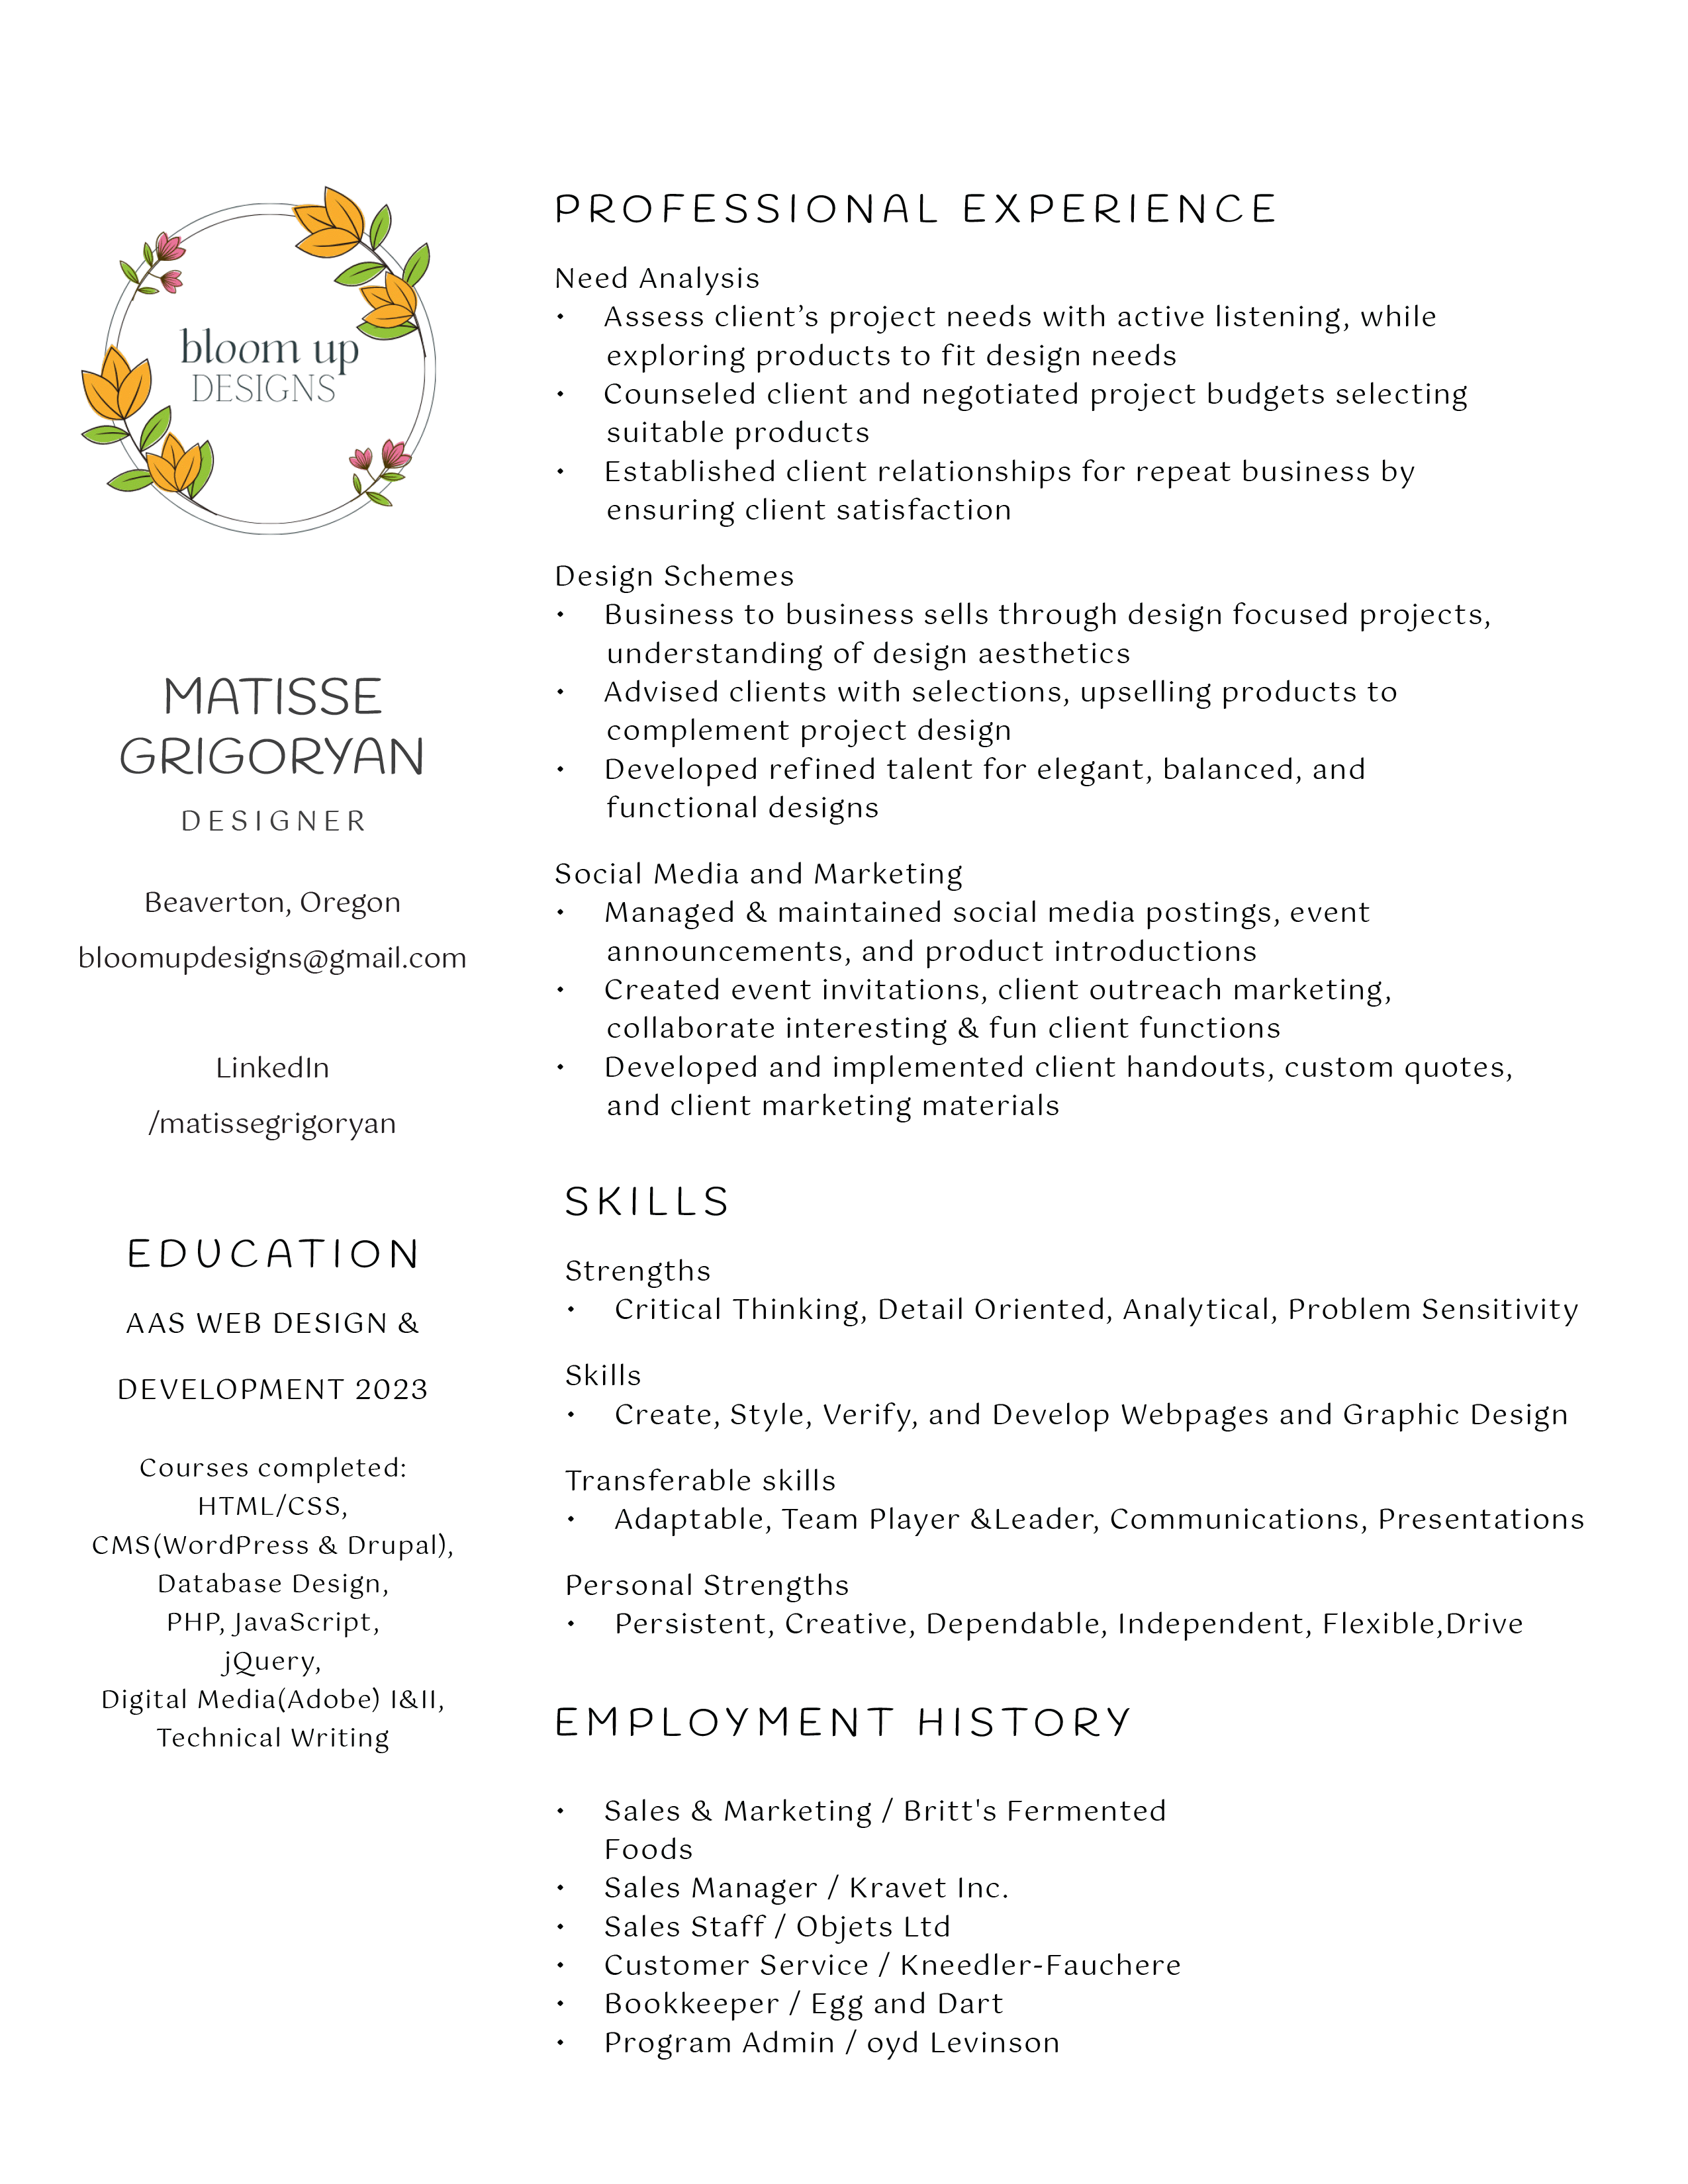 bloom up
DESIGNS
MATISSE
GRIGORYAN
DESIGNER
Beaverton, Oregon
bloomupdesigns@gmail.com
LinkedIn
/matissegrigoryan
EDUCATION
AAS WEB DESIGN &
DEVELOPMENT 2023
Courses completed:
HTML/CSS,
CMS(WordPress & Drupal),
Database Design,
PHP, JavaScript,
jQuery,
Digital Media(Adobe) I&II,
Technical Writing
PROFESSIONAL EXPERIENCE
Need Analysis
• Assess client’s project needs with active listening, while
exploring products to fit design needs
• Counseled client and negotiated project budgets selecting
suitable products
• Established client relationships for repeat business by
ensuring client satisfaction
Design Schemes
• Business to business sells through design focused projects,
understanding of design aesthetics
• Advised clients with selections, upselling products to
complement project design
• Developed refined talent for elegant, balanced, and
functional designs
Social Media and Marketing
• Managed & maintained social media postings, event
announcements, and product introductions
• Created event invitations, client outreach marketing,
collaborate interesting & fun client functions
• Developed and implemented client handouts, custom quotes,
and client marketing materials
SKILLS
Strengths
• Critical Thinking, Detail Oriented, Analytical, Problem Sensitivity
Skills
• Create, Style, Verify, and Develop Webpages and Graphic Design
Transferable skills
• Adaptable, Team Player &Leader, Communications, Presentations
Personal Strengths
• Persistent, Creative, Dependable, Independent, Flexible,Drive
EMPLOYMENT HISTORY
• Sales & Marketing / Britt's Fermented
Foods
• Sales Manager / Kravet Inc.
• Sales Staff / Objets Ltd
• Customer Service / Kneedler-Fauchere
• Bookkeeper / Egg and Dart
• Program Admin / oyd Levinson